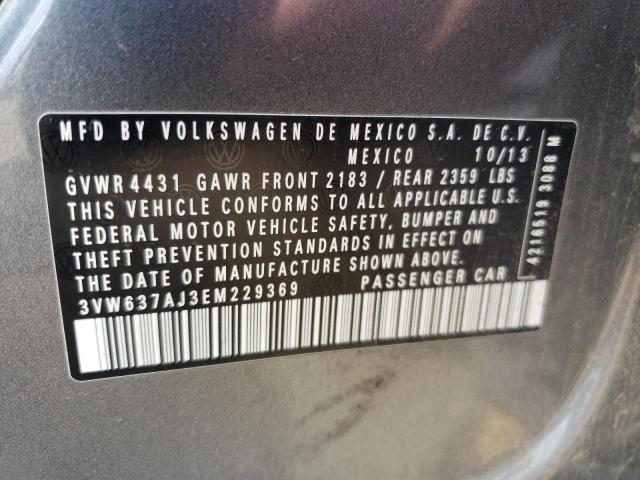 MFD BY VOLKSWAGEN DE MEXICO S.A. DE C.V.
MEXICO 10/13
GVWR 4431 GAWR FRONT 2183 / REAR 2359 LBS
THIS VEHICLE CONFORMS TO ALL APPLICABLE U.S.
FEDERAL MOTOR VEHICLE SAFETY, BUMPER AND
THEFT PREVENTION STANDARDS IN EFFECT ON
THE DATE OF MANUFACTURE SHOWN ABOVE.
3VW637AJ3EM229369 PASSENGER CAR
4218519 3088 M